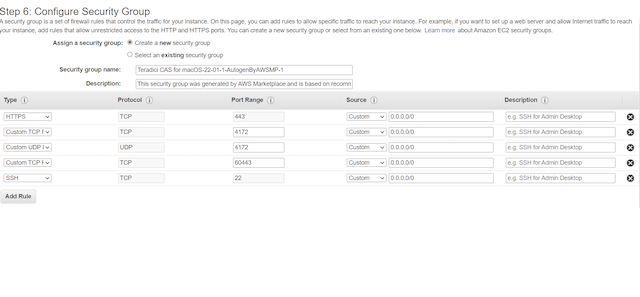 Step 6: Configure Security Group
A security group is a set of firewall rules that control the traffic for your instance. On this page, you can add rules to allow specific traffic to reach your instance. For example, if you want to set up a web server and allow Internet traffic to reach
your instance, add rules that allow unrestricted access to the HTTP and HTTPS ports. You can create a new security group or select from an existing one below. Learn more about Amazon EC2 security groups.
Assign a security group: Create a new security group
Select an existing security group
Security group name: Teradici CAS for macOS-22-01-1-AutogenByAWSMP-1
Description: This security group was generated by AWS Marketplace and is based on recomm
Type Protocol Port Range Source Description
HTTPS TCP 443 Custom 0.0.0.0/0 e.g. SSH for Admin Desktop
Custom TCP TCP 4172 Custom 0.0.0.0/0 e.g. SSH for Admin Desktop
Custom UDP UDP 4172 Custom 0.0.0.0/0 e.g. SSH for Admin Desktop
Custom TCP TCP 60443 Custom 0.0.0.0/0 e.g. SSH for Admin Desktop
SSH TCP 22 Custom 0.0.0.0/0 e.g. SSH for Admin Desktop
Add Rule